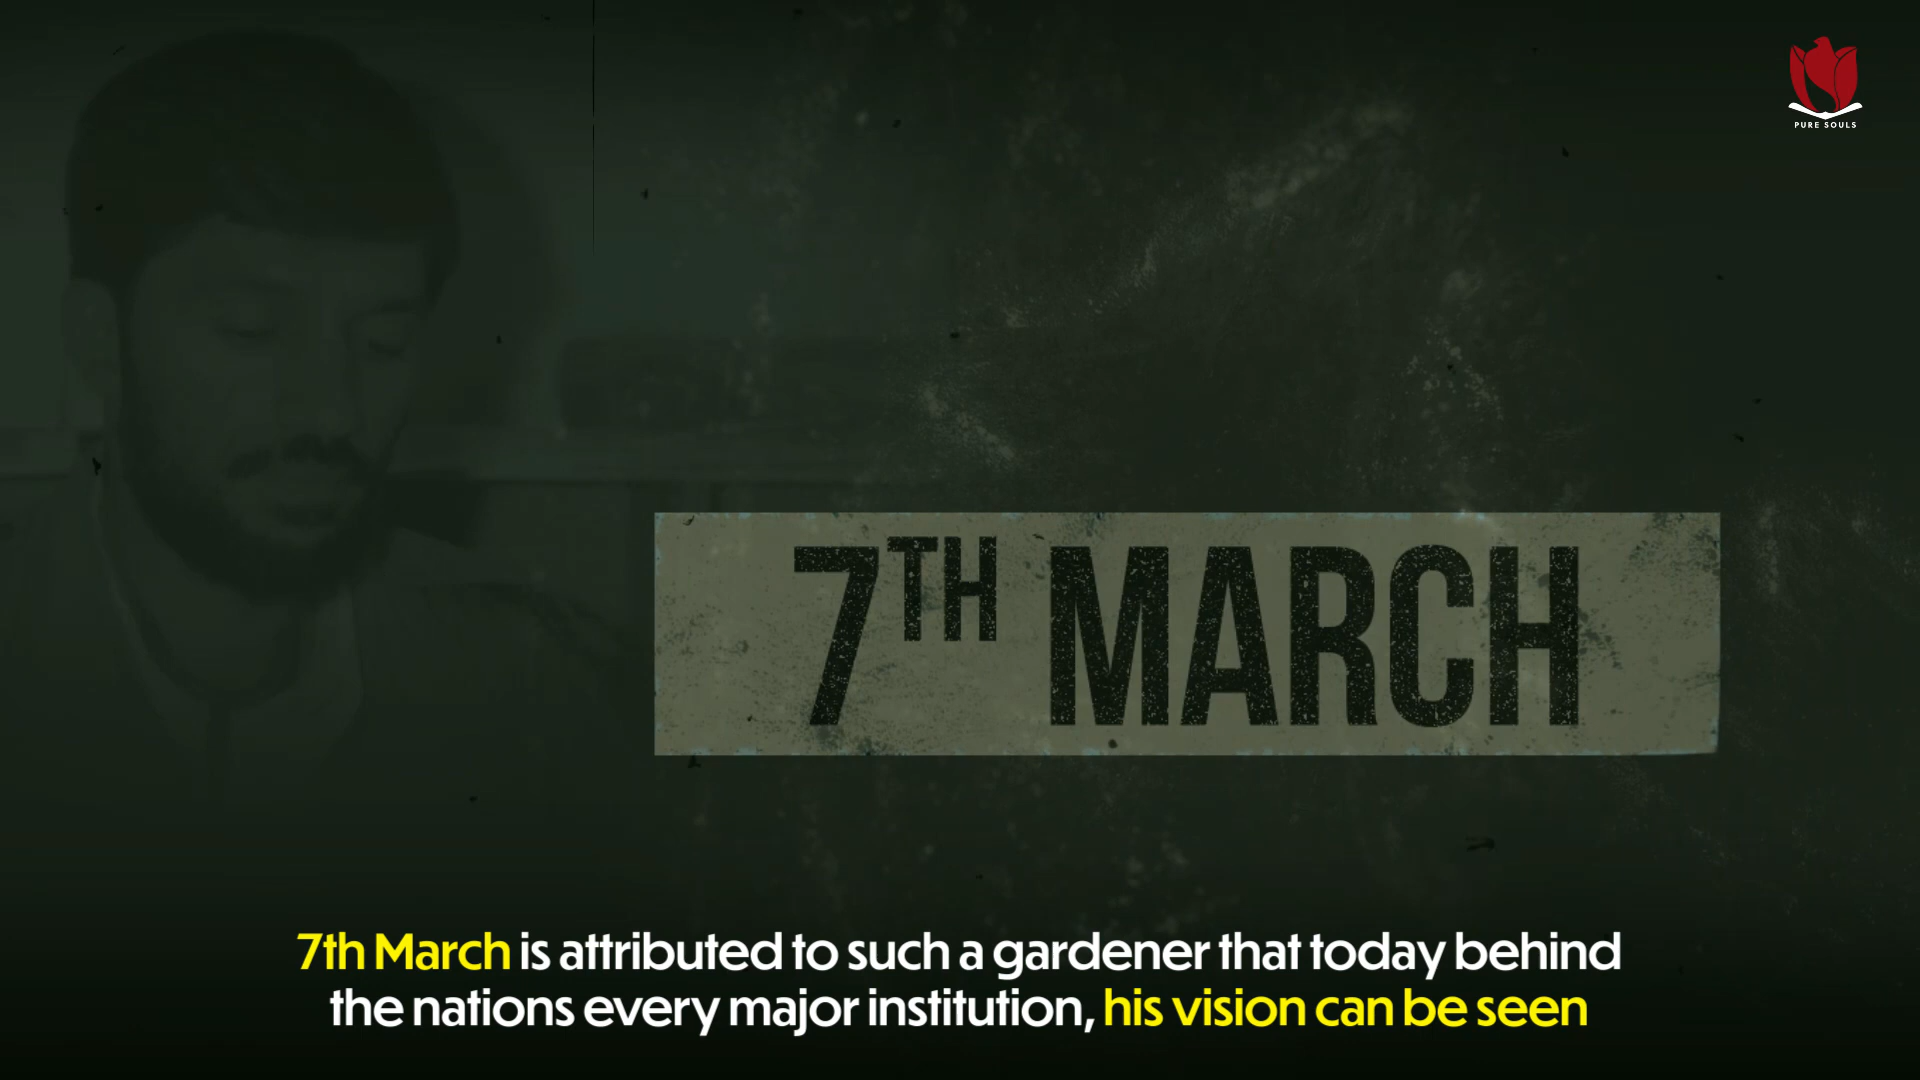 PURE SOULS
7TH MARCH
7th March is attributed to such a gardener that today behind
the nations every major institution, his vision can be seen